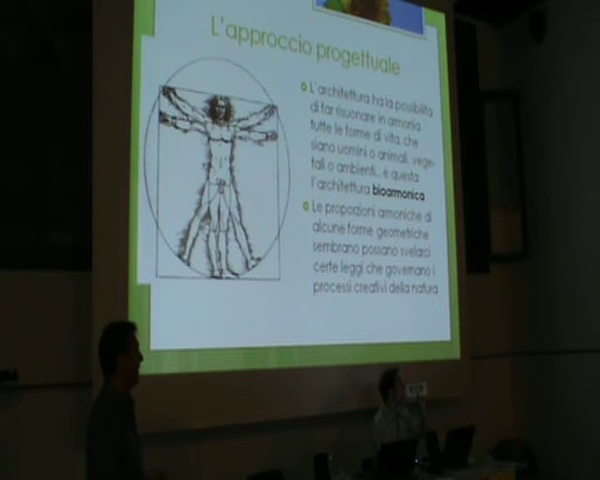 L'approccio progettuale
L'architettura ha la possibilità
di far risuonare in armonia
tutte le forme di vita, che
siano uomini o animali, vege-
tali o ambienti., è questa
l'architettura bioarmonica
Le proporzioni armoniche di
alcune forme geometriche
sembrano possano svelarci
certe leggi che governano i
processi creativi della natura